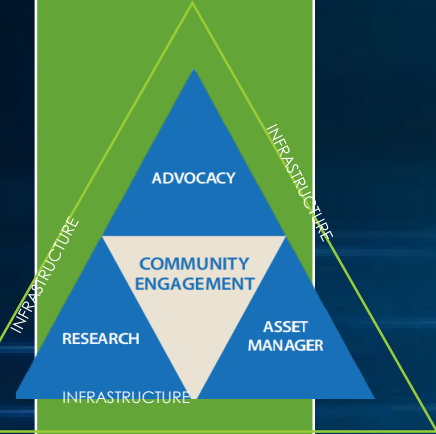 INFRASTRUCTURE
ADVOCACY
INFRASTRUCTURE
COMMUNITY
ENGAGEMENT
RESEARCH
ASSET
MANAGER
INFRASTRUCTURE